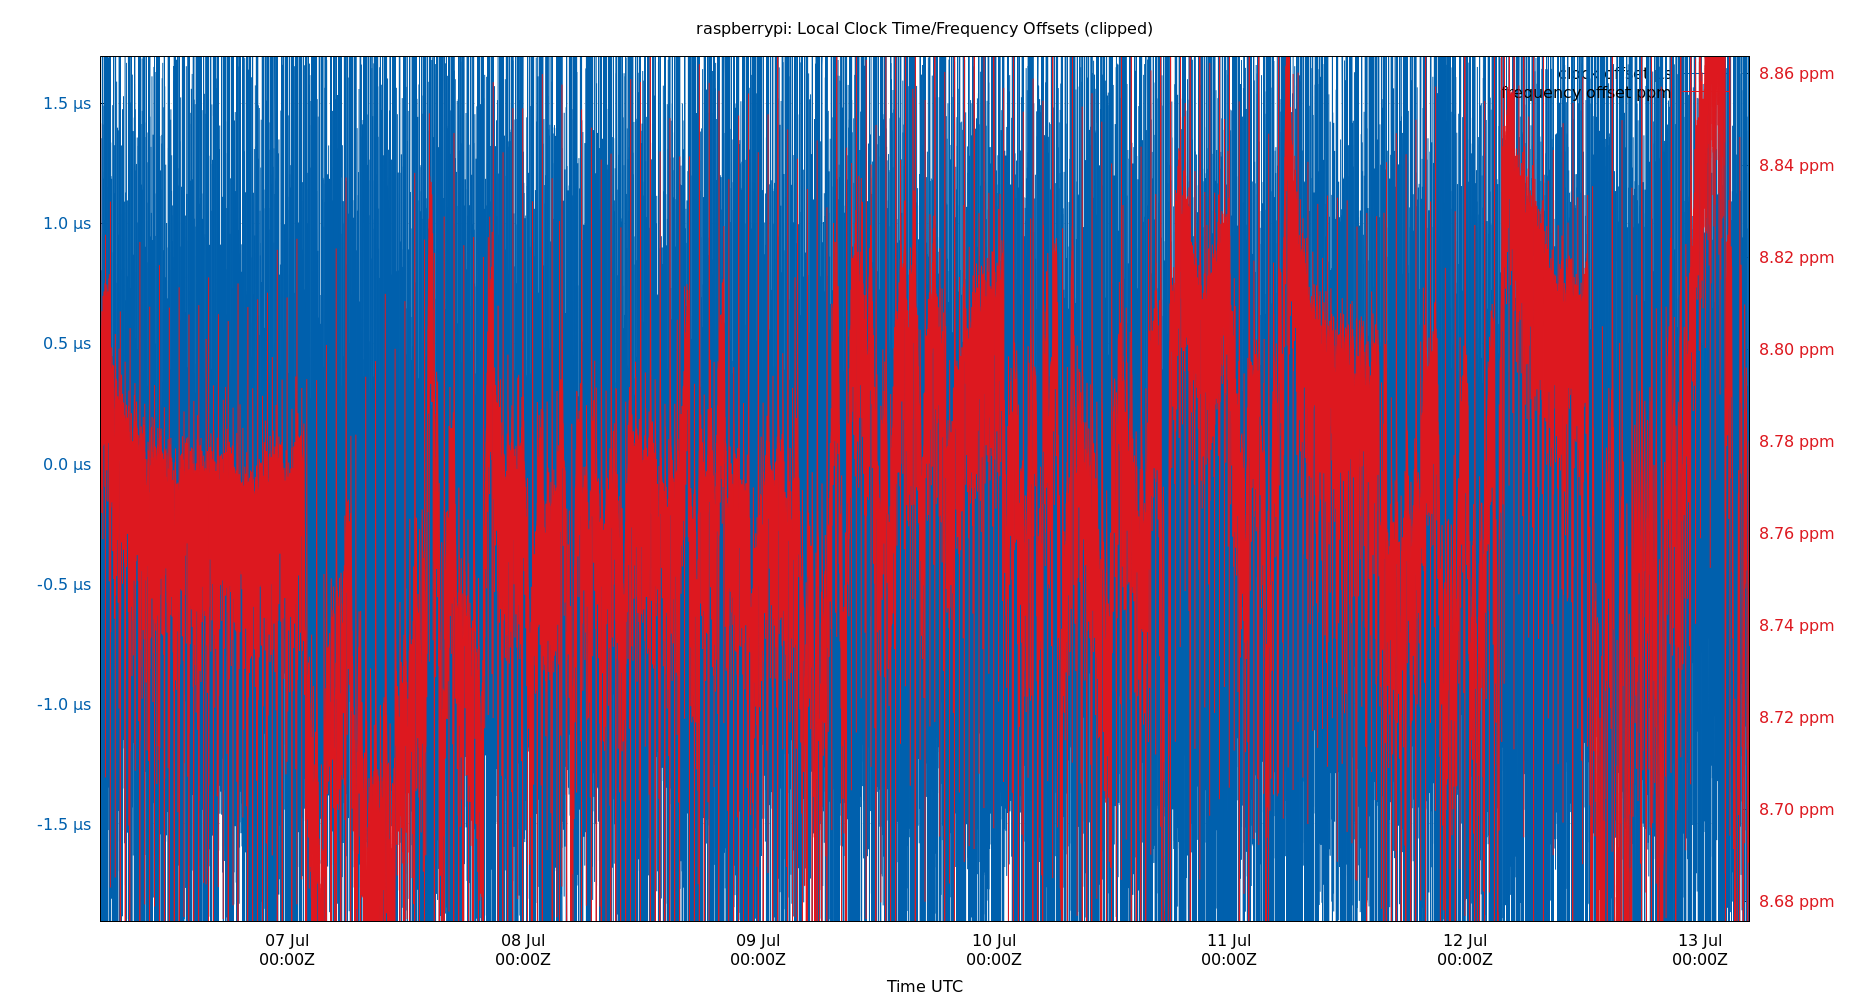 raspberrypi: Local Clock Time/Frequency Offsets (clipped)
clock offset s
frequency offset ppm
1.5 µs
1.0 µs
0.5 µs
0.0 µs
-0.5 µs
-1.0 µs
-1.5 µs
8.86 ppm
8.84 ppm
8.82 ppm
8.80 ppm
8.78 ppm
8.76 ppm
8.74 ppm
8.72 ppm
8.70 ppm
8.68 ppm
07 Jul 08 Jul 09 Jul 10 Jul 11 Jul 12 Jul 13 Jul
00:00Z 00:00Z 00:00Z 00:00Z 00:00Z 00:00Z 00:00Z
Time UTC